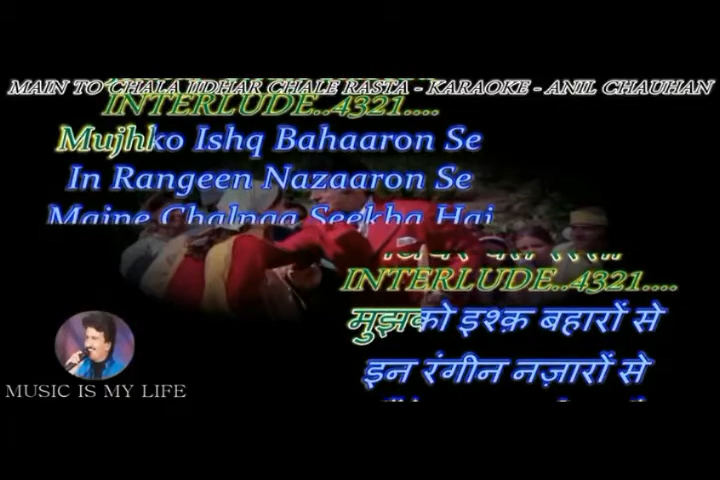 MAIN TO CHALA JIDHAR CHALE RASTA - KARAOKE - ANIL CHAUHAN
INTERLUDE..4321....
Mujhko Ishq Bahaaron Se
In Rangeen Nazaaron Se
Maine Chalnaa Seekha Hai
INTERLUDE..4321....
मुझको इश्क़ बहारों से
इन रंगीन नज़ारों से
MUSIC IS MY LIFE